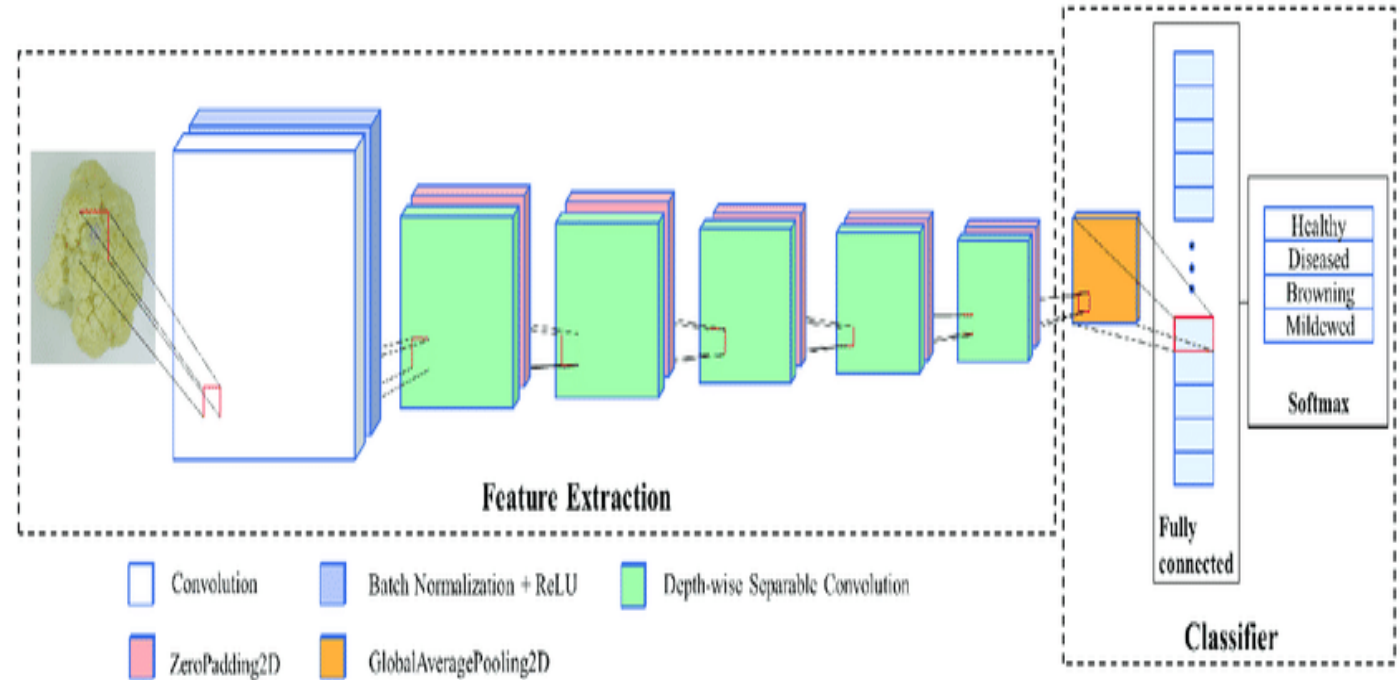 Healthy
Diseased
Browning
Mildewed
Softmax
Feature Extraction
Fully
connected
Classifier
Convolution
Batch Normalization + ReLU
Depth-wise Separable Convolution
ZeroPadding2D
GlobalAveragePooling2D